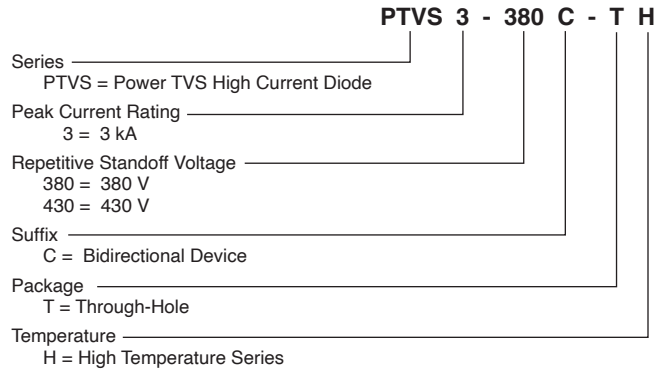 PTVS 3 - 380 C - T H
Series
PTVS = Power TVS High Current Diode
Peak Current Rating
3 = 3 kA
Repetitive Standoff Voltage
380 = 380 V
430 = 430 V
Suffix
C = Bidirectional Device
Package
T = Through-Hole
Temperature
H = High Temperature Series